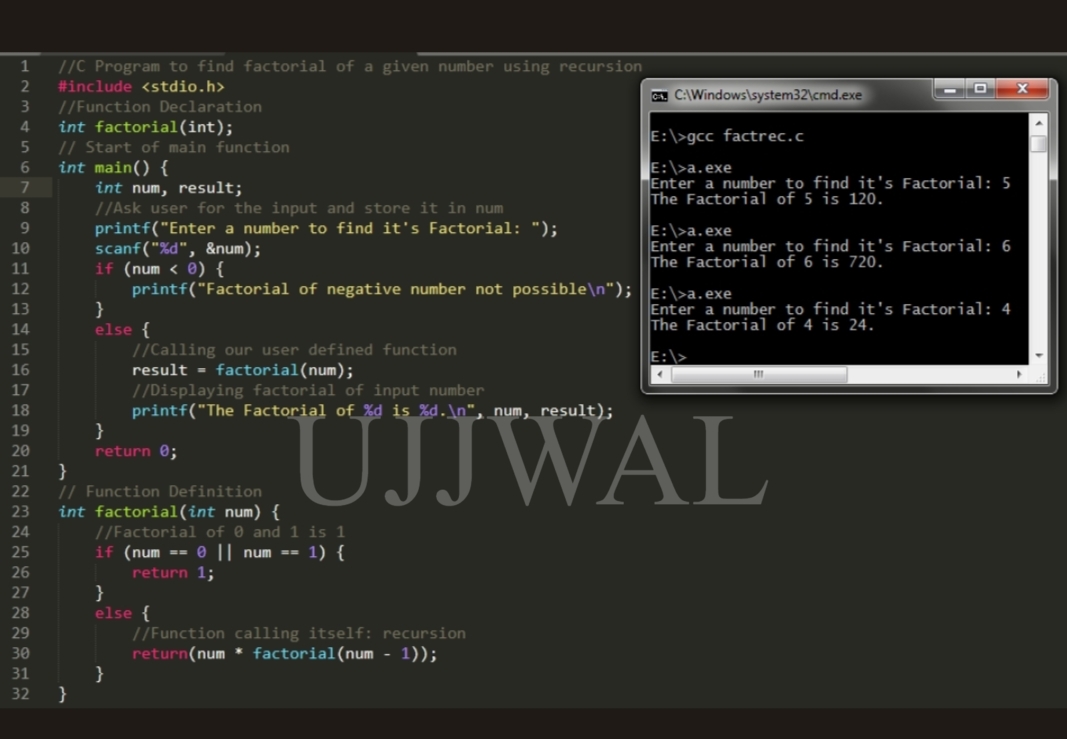 1 //C Program to find factorial of a given number using recursion
2 #include <stdio.h>
3 //Function Declaration
4 int factorial(int);
5 // Start of main function
6 int main() {
7 int num, result;
8 //Ask user for the input and store it in num
9 printf("Enter a number to find it's Factorial: ");
10 scanf("%d", &num);
11 if (num < 0) {
12 printf("Factorial of negative number not possible\n");
13 }
14 else {
15 //Calling our user defined function
16 result = factorial(num);
17 //Displaying factorial of input number
18 printf("The Factorial of %d is %d.\n", num, result);
19 }
20 return 0;
21 }
22 // Function Definition
23 int factorial(int num) {
24 //Factorial of 0 and 1 is 1
25 if (num == 0 || num == 1) {
26 return 1;
27 }
28 else {
29 //Function calling itself: recursion
30 return(num * factorial(num - 1));
31 }
32 }
C:\Windows\system32\cmd.exe
E:\>gcc factrec.c
E:\>a.exe
Enter a number to find it's Factorial: 5
The Factorial of 5 is 120.
E:\>a.exe
Enter a number to find it's Factorial: 6
The Factorial of 6 is 720.
E:\>a.exe
Enter a number to find it's Factorial: 4
The Factorial of 4 is 24.
E:\>
UJJWAL